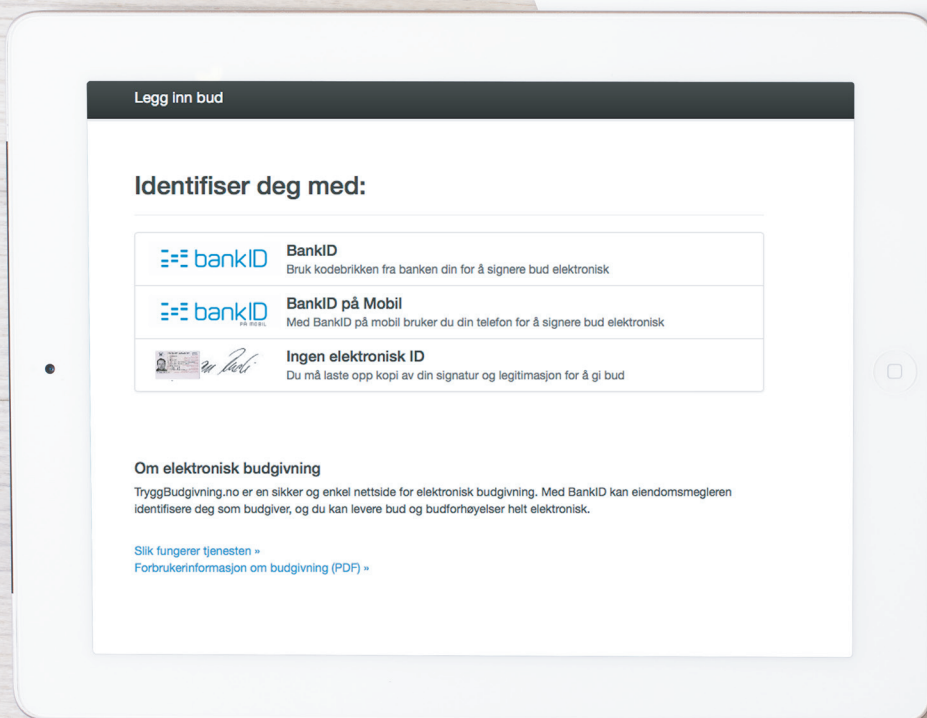 Legg inn bud
Identifiser deg med:
bankID
BankID
Bruk kodebrikken fra banken din for å signere bud elektronisk
bankID
PÅ MOBIL
BankID på Mobil
Med BankID på mobil bruker du din telefon for å signere bud elektronisk
Ingen elektronisk ID
Du må laste opp kopi av din signatur og legitimasjon for å gi bud
Om elektronisk budgivning
TryggBudgivning.no er en sikker og enkel nettside for elektronisk budgivning. Med BankID kan eiendomsmegleren
identifisere deg som budgiver, og du kan levere bud og budforhøyelser helt elektronisk.
Slik fungerer tjenesten »
Forbrukerinformasjon om budgivning (PDF) »